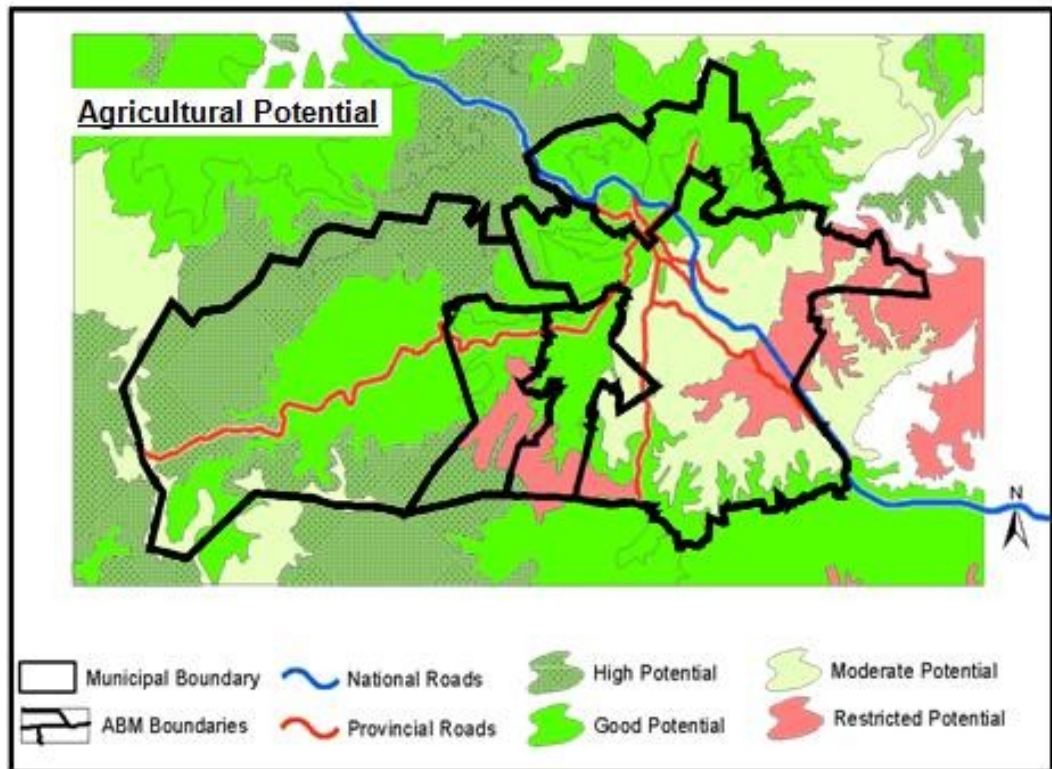 Agricultural Potential
N
Municipal Boundary
National Roads
High Potential
Moderate Potential
ABM Boundaries
Provincial Roads
Good Potential
Restricted Potential